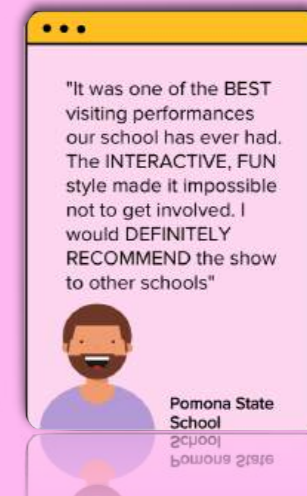 "It was one of the BEST
visiting performances
our school has ever had.
The INTERACTIVE, FUN
style made it impossible
not to get involved. I
would DEFINITELY
RECOMMEND the show
to other schools"
Pomona State
School